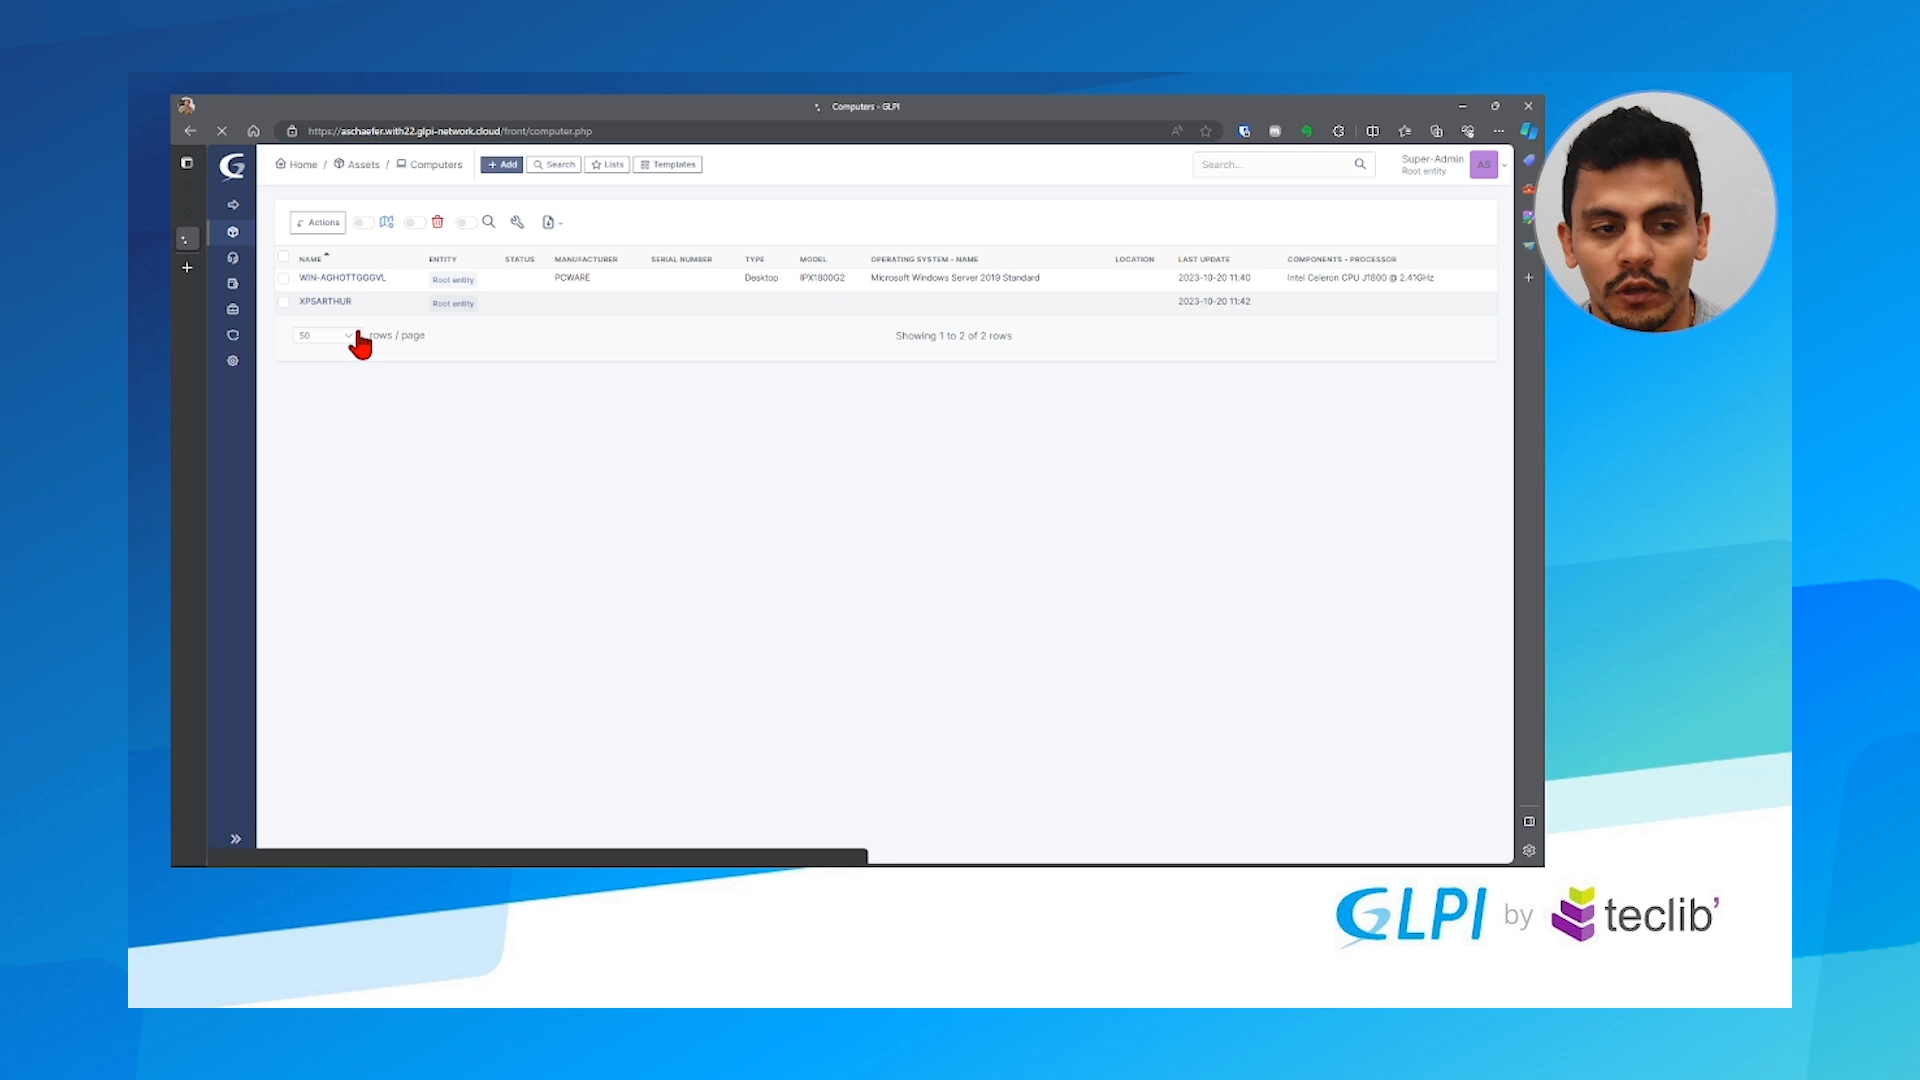 Computers - GLPI
https://aschaefer.with22.glpi-network.cloud/front/computer.php
Home / Assets / Computers + Add Search Lists Templates
Search... Super-Admin AS
Root entity
Actions
NAME ENTITY STATUS MANUFACTURER SERIAL NUMBER TYPE MODEL OPERATING SYSTEM - NAME LOCATION LAST UPDATE COMPONENTS - PROCESSOR
WIN-AGHOTTGGGVL Root entity PCWARE Desktop IPX1800G2 Microsoft Windows Server 2019 Standard 2023-10-20 11:40 Intel Celeron CPU J1800 @ 2.41GHz
XPSARTHUR Root entity 2023-10-20 11:42
50 rows / page Showing 1 to 2 of 2 rows
GLPI by teclib'